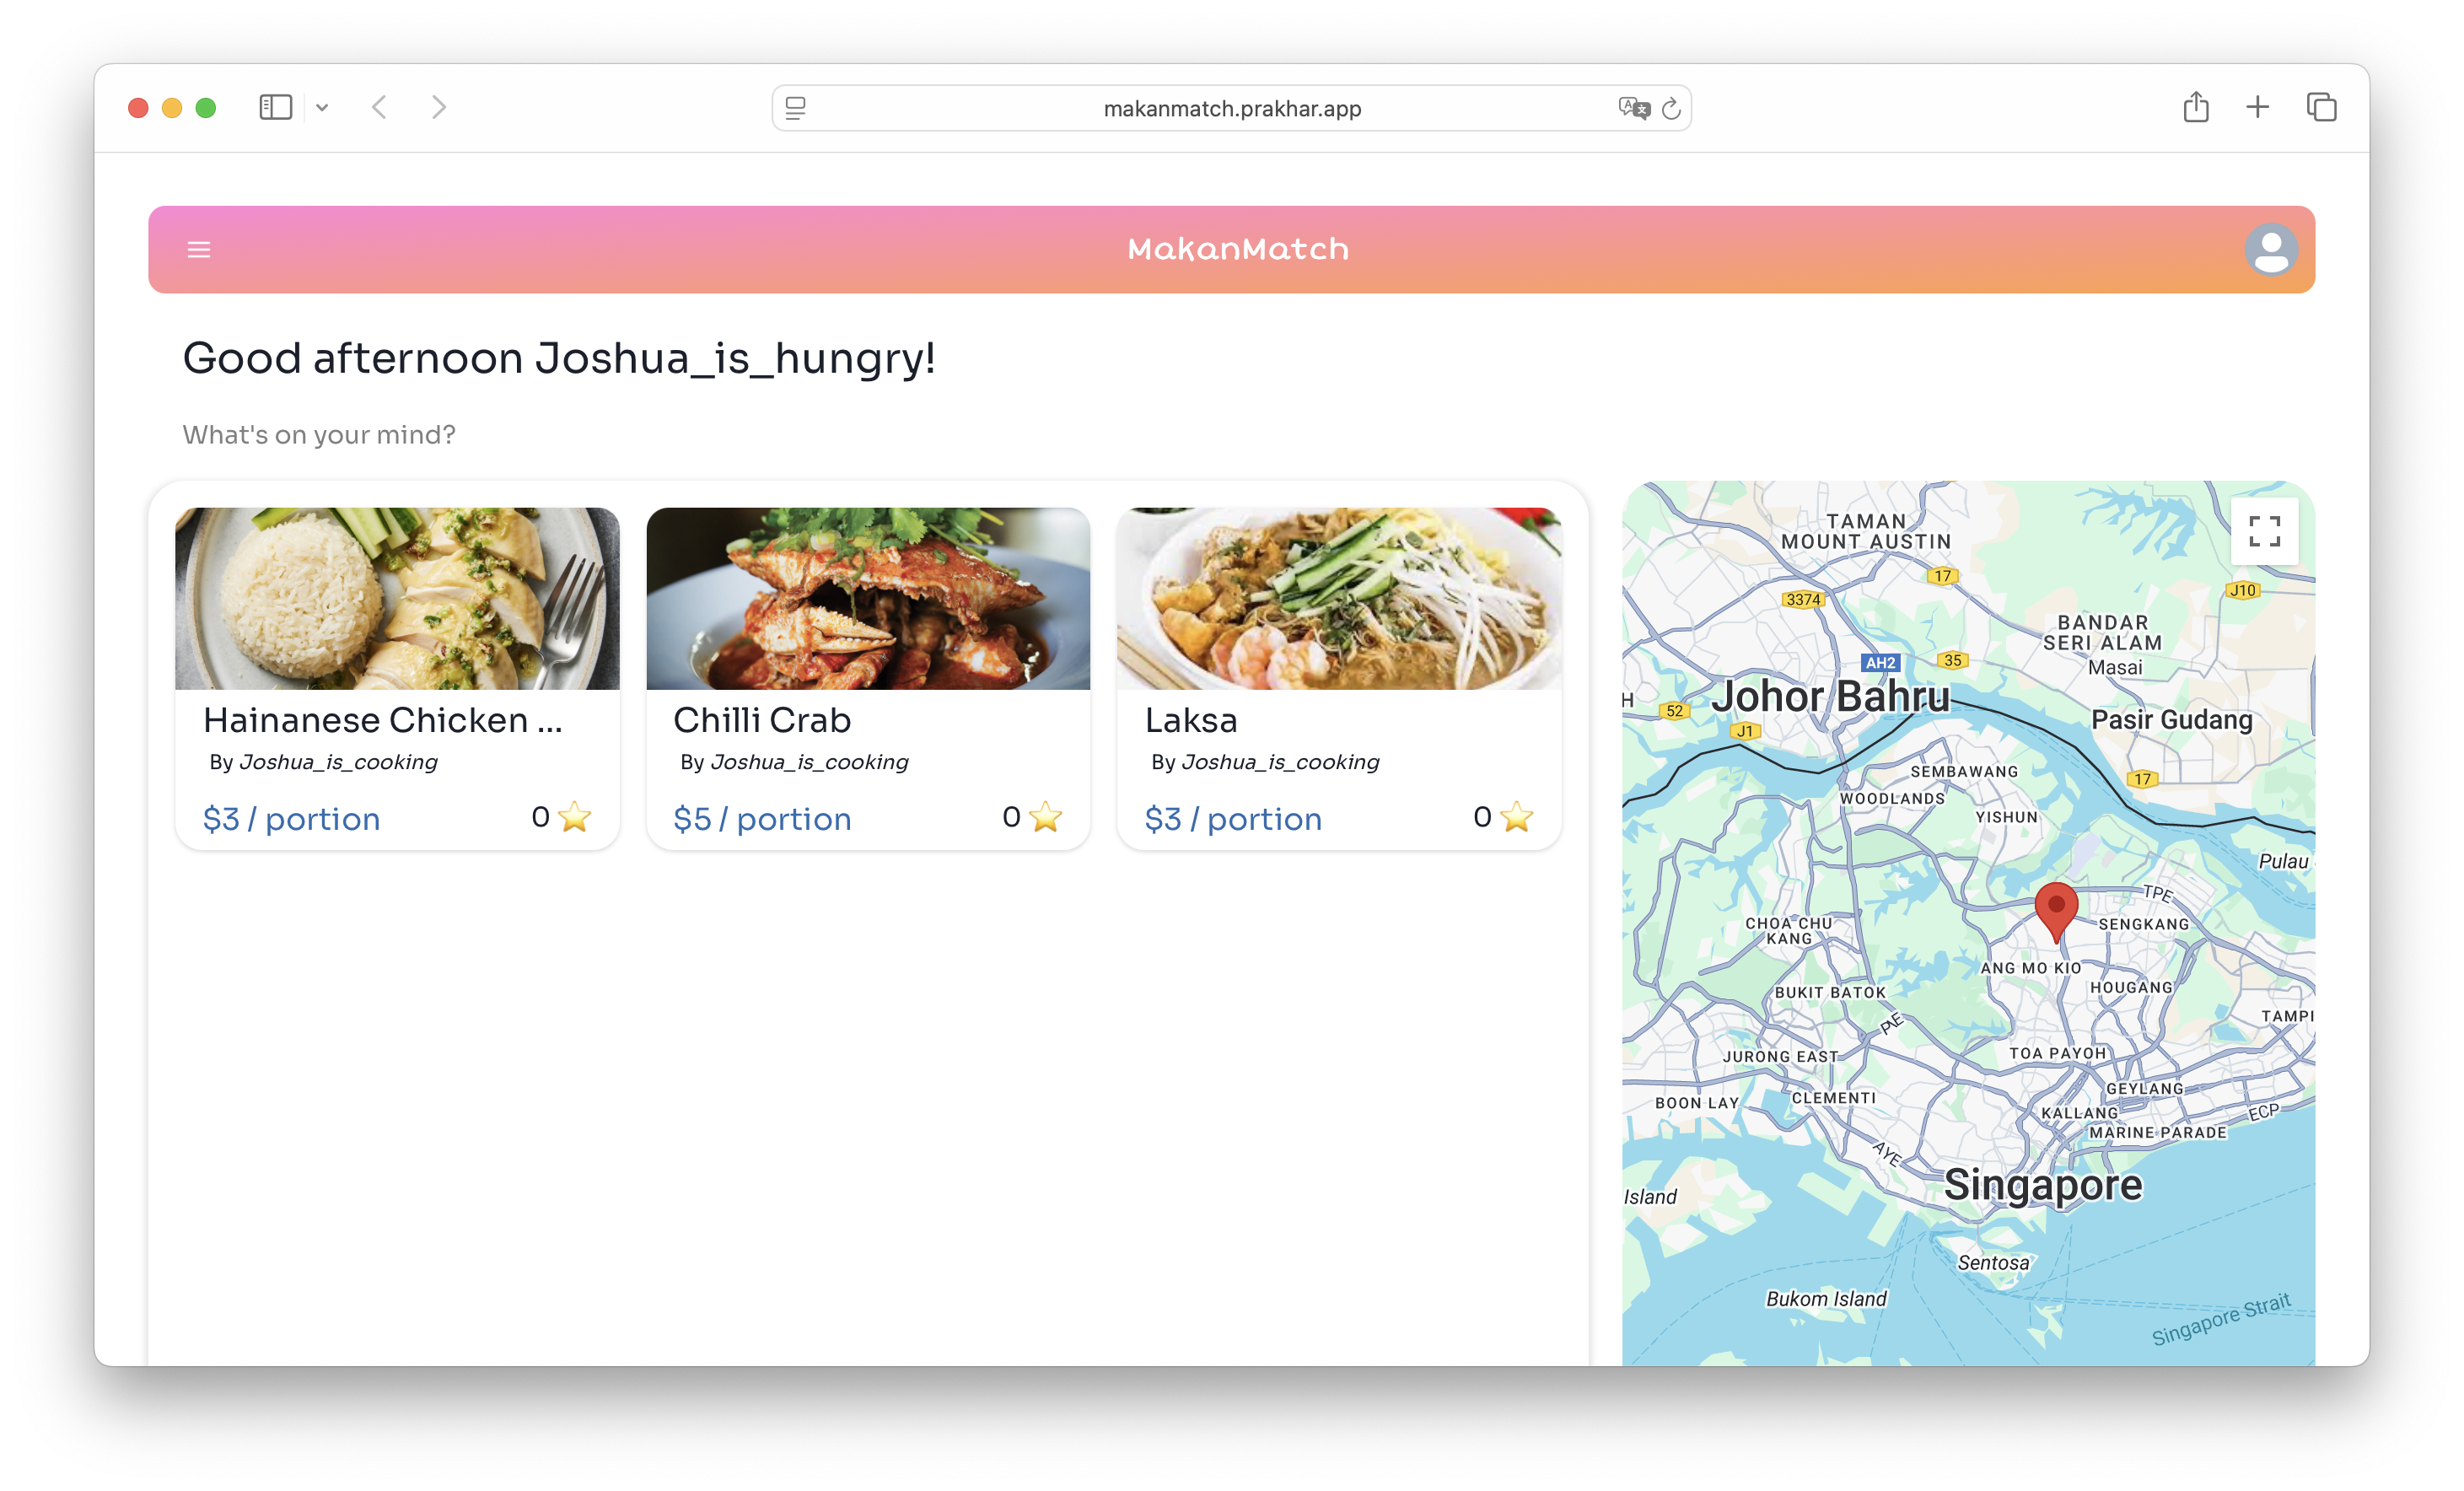 makanmatch.prakhar.app
MakanMatch
Good afternoon Joshua_is_hungry!
What's on your mind?
Hainanese Chicken ...
By Joshua_is_cooking
$3 / portion
0
Chilli Crab
By Joshua_is_cooking
$5 / portion
0
Laksa
By Joshua_is_cooking
$3 / portion
0
TAMAN
MOUNT AUSTIN
17
3374
J10
BANDAR
SERI ALAM
Masai
AH2
35
H
52
Johor Bahru
J1
Pasir Gudang
17
SEMBAWANG
WOODLANDS
YISHUN
Pulau
TPE
CHOA CHU
KANG
SENGKANG
ANG MO KIO
HOUGANG
BUKIT BATOK
TAMPI
PIE
JURONG EAST
TOA PAYOH
GEYLANG
BOON LAY
CLEMENTI
KALLANG
ECP
MARINE PARADE
AYE
Singapore
Island
Sentosa
Bukom Island
Singapore Strait